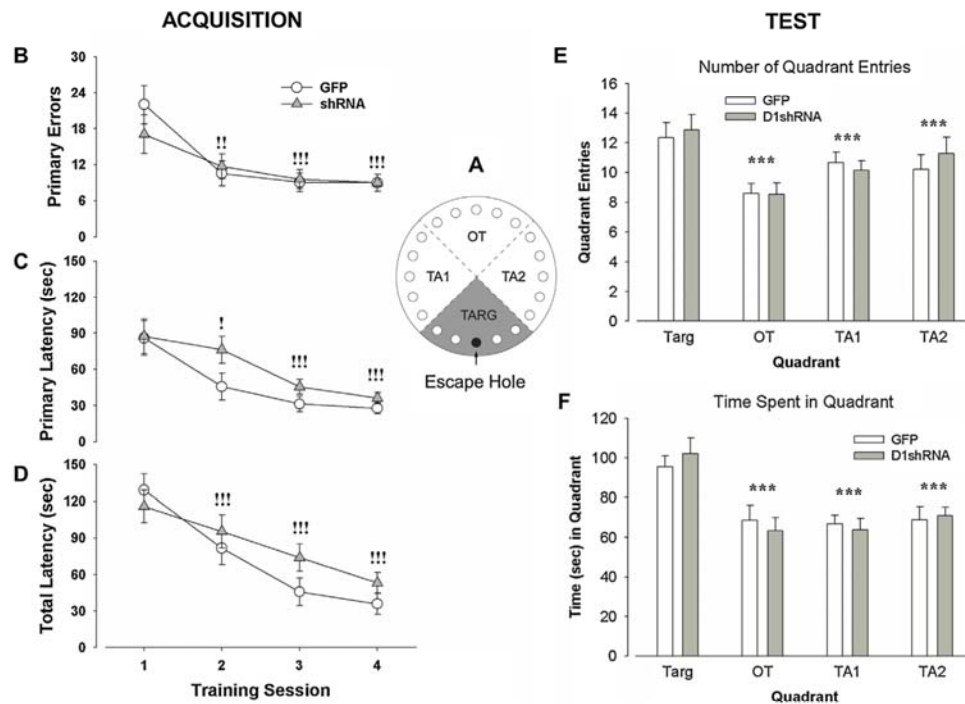 ACQUISITION
B
30
24
18
12
6
0
Primary Errors
GFP
shRNA
!!
!!!
!!!
C
150
120
90
60
30
0
Primary Latency (sec)
!
!!!
!!!
D
150
120
90
60
30
0
Total Latency (sec)
!!!
!!!
!!!
1 2 3 4
Training Session
A
OT
TA1
TA2
TARG
Escape Hole
TEST
E
Number of Quadrant Entries
16
14
12
10
8
6
4
2
0
Quadrant Entries
GFP
D1shRNA
***
***
***
Targ OT TA1 TA2
Quadrant
F
Time Spent in Quadrant
120
100
80
60
40
20
0
Time (sec) in Quadrant
GFP
D1shRNA
***
***
***
Targ OT TA1 TA2
Quadrant